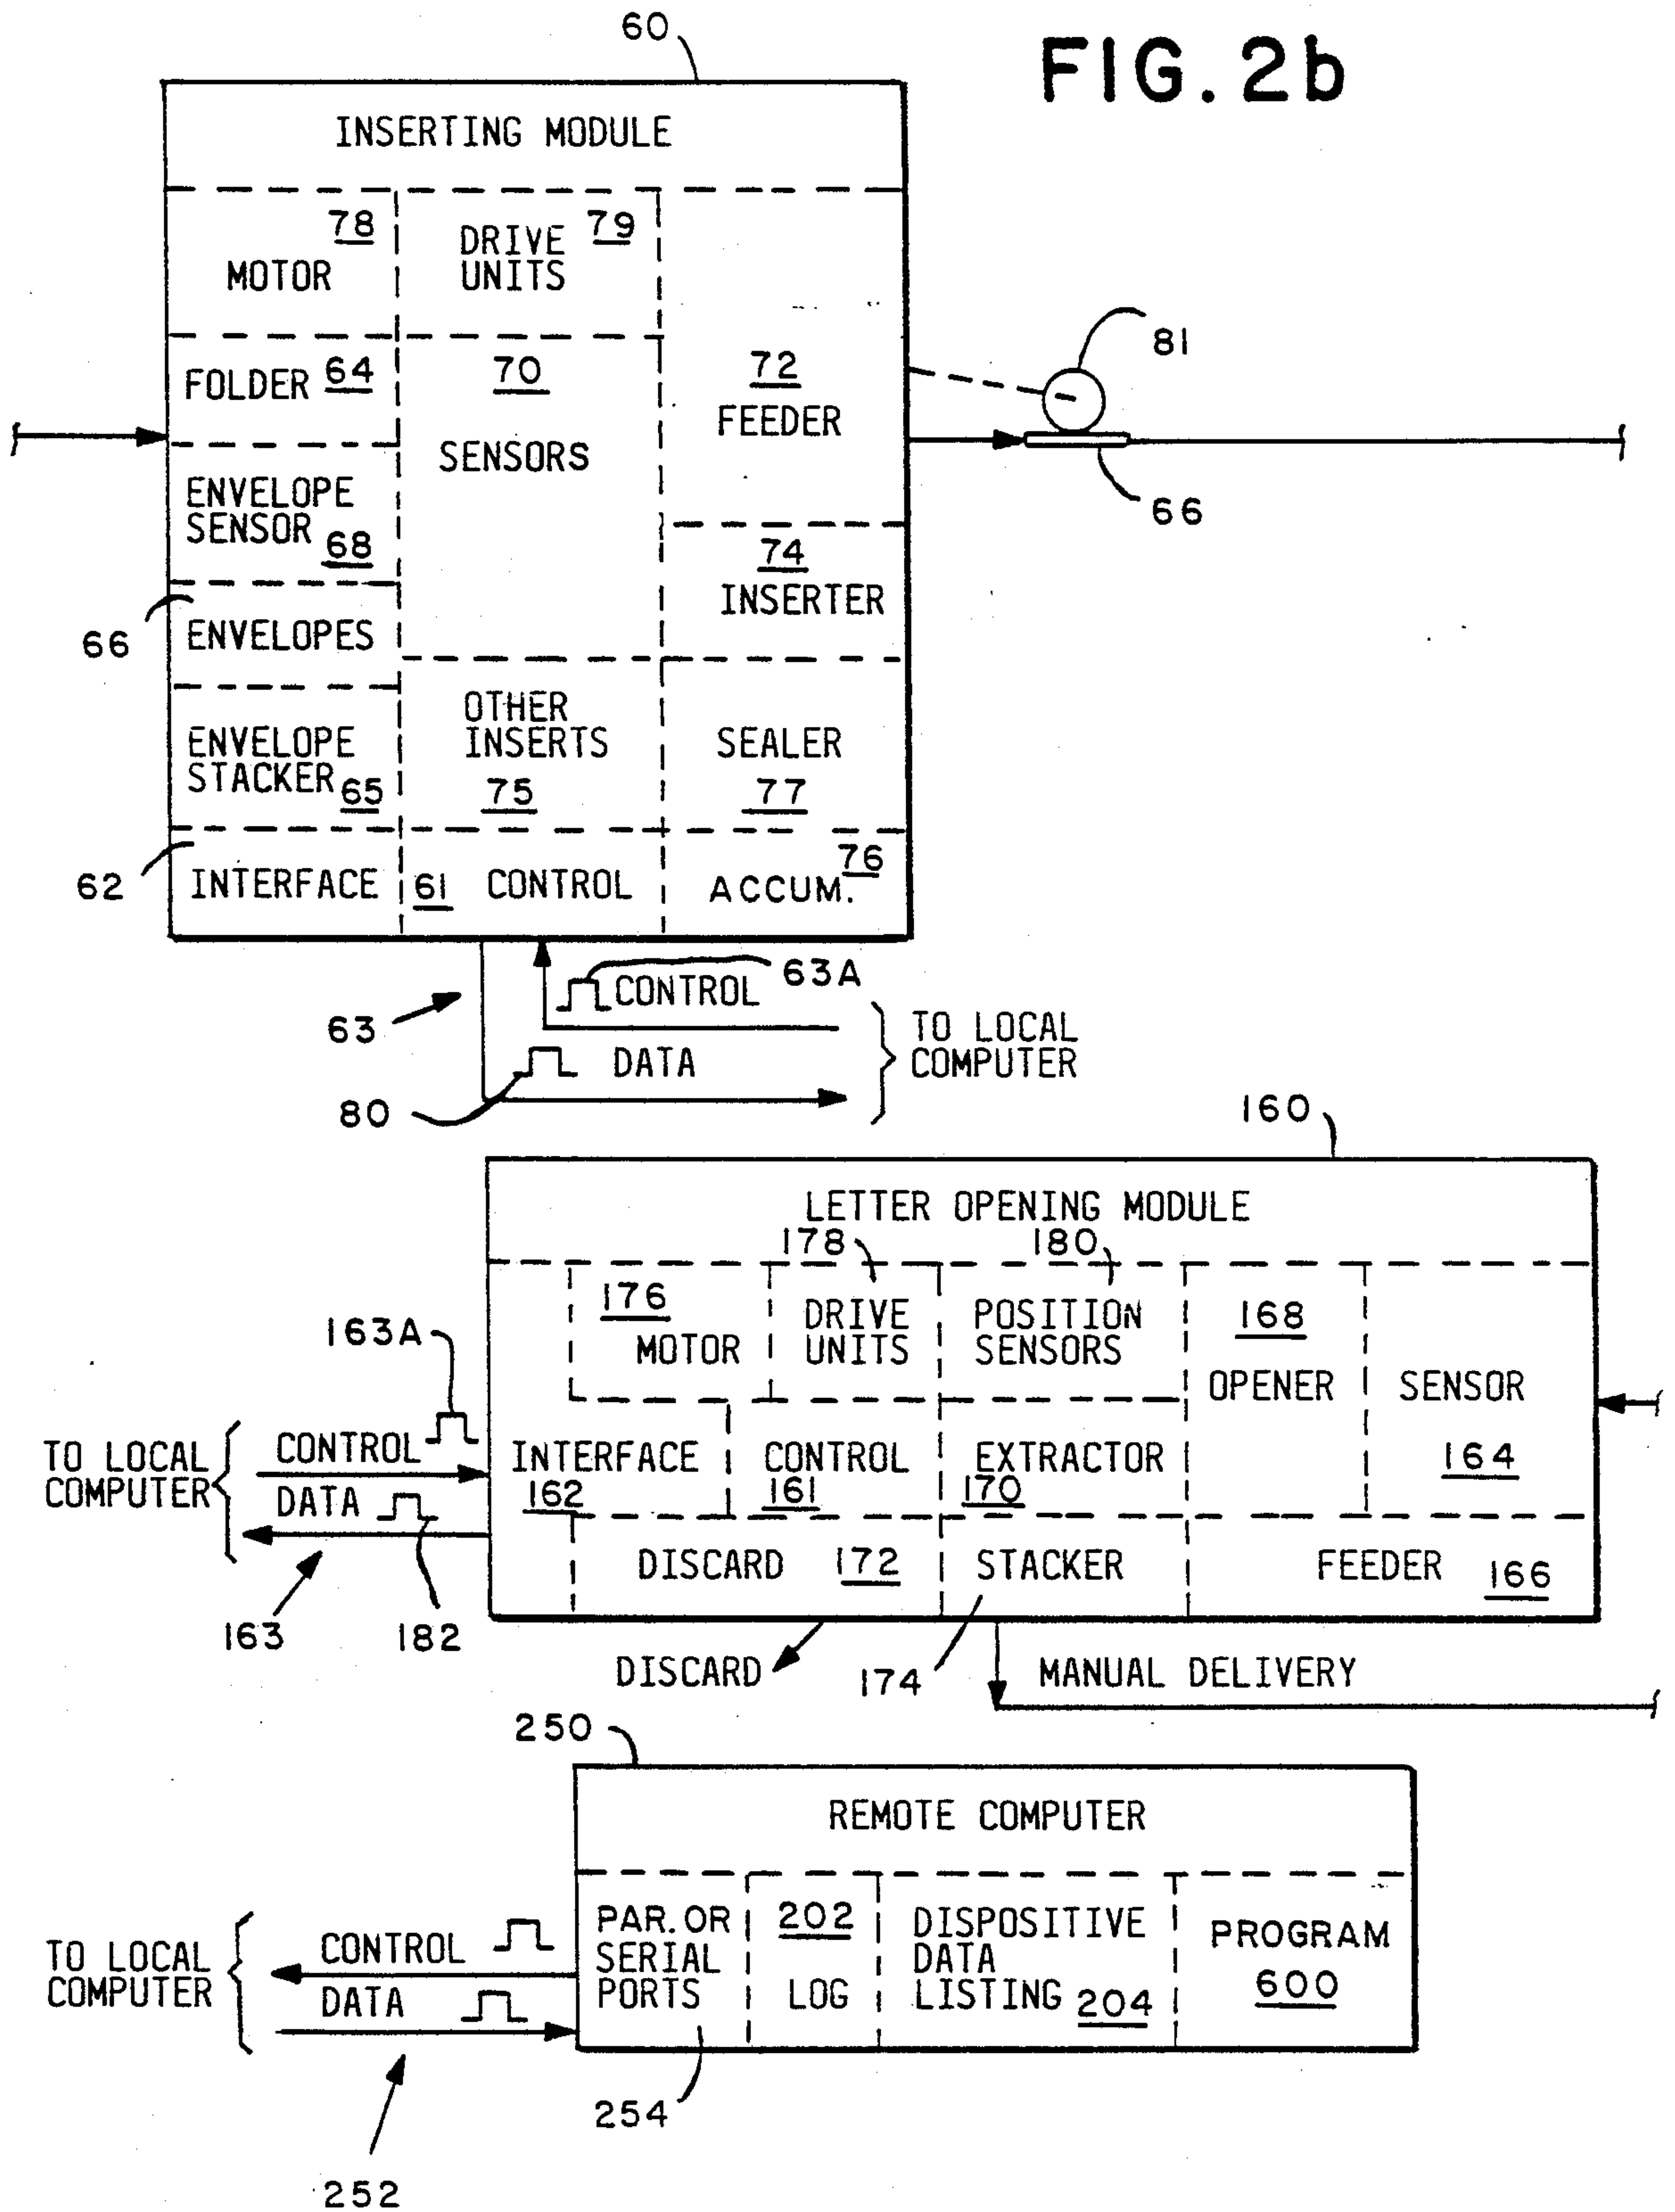 60
FIG. 2b
INSERTING MODULE
78
MOTOR
DRIVE 79
UNITS
FOLDER 64
70
SENSORS
72
FEEDER
81
66
ENVELOPE
SENSOR 68
74
INSERTER
66
ENVELOPES
ENVELOPE
STACKER 65
OTHER
INSERTS
75
SEALER
77
62
INTERFACE
61 CONTROL
76
ACCUM.
63A
CONTROL
63
DATA
80
TO LOCAL
COMPUTER
160
LETTER OPENING MODULE
178
180
176
MOTOR
DRIVE
UNITS
POSITION
SENSORS
168
OPENER
SENSOR
164
163A
TO LOCAL
COMPUTER
CONTROL
DATA
INTERFACE
162
CONTROL
161
EXTRACTOR
170
163
182
DISCARD 172
STACKER
FEEDER 166
DISCARD
174
MANUAL DELIVERY
250
REMOTE COMPUTER
TO LOCAL
COMPUTER
CONTROL
DATA
PAR. OR
SERIAL
PORTS
202
LOG
DISPOSITIVE
DATA
LISTING 204
PROGRAM
600
254
252